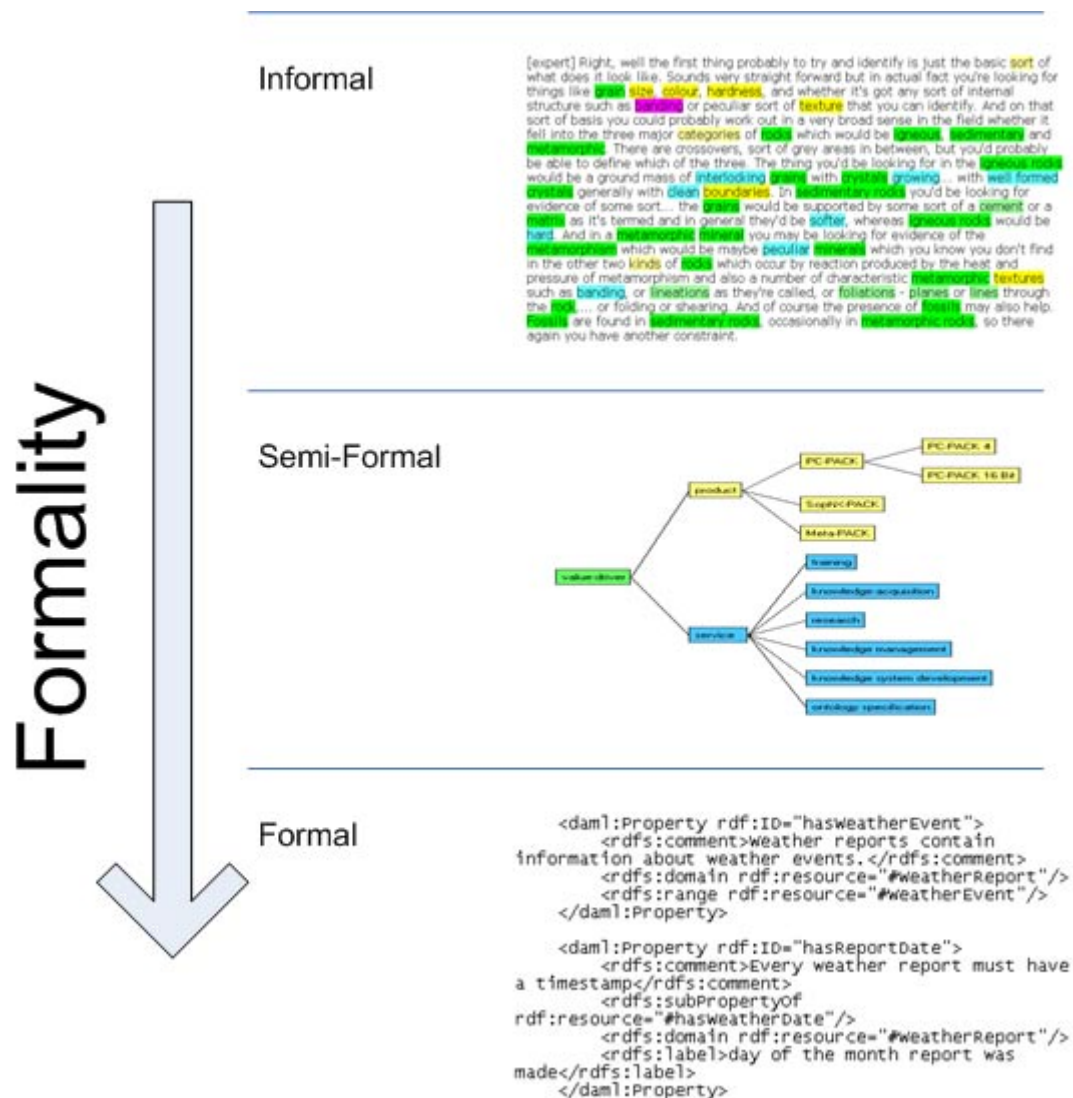 Formality
Informal
[expert] Right, well the first thing probably to try and identify is just the basic sort of
what does it look like. Sounds very straight forward but in actual fact you're looking for
things like grain size, colour, hardness, and whether it's got any sort of internal
structure such as banding or peculiar sort of texture that you can identify. And on that
sort of basis you could probably work out in a very broad sense in the field whether it
fell into the three major categories of rocks which would be igneous, sedimentary and
metamorphic. There are crossovers, sort of grey areas in between, but you'd probably
be able to define which of the three. The thing you'd be looking for in the igneous rocks
would be a ground mass of interlocking grains with crystals growing... with well formed
crystals generally with clean boundaries. In sedimentary rocks you'd be looking for
evidence of some sort... the grains would be supported by some sort of a cement or a
matrix as it's termed and in general they'd be softer, whereas igneous rocks would be
hard. And in a metamorphic mineral you may be looking for evidence of the
metamorphism which would be maybe peculiar minerals which you know you don't find
in the other two kinds of rocks which occur by reaction produced by the heat and
pressure of metamorphism and also a number of characteristic metamorphic textures
such as banding, or lineations as they're called, or foliations - planes or lines through
the rock.... or folding or shearing. And of course the presence of fossils may also help.
Fossils are found in sedimentary rocks, occasionally in metamorphic rocks, so there
again you have another constraint.
Semi-Formal
value-driver
product
PC-PACK
PC-PACK 4
PC-PACK 16 Bit
SophX-PACK
Meta-PACK
service
training
knowledge acquisition
research
knowledge management
knowledge system development
ontology specification
Formal
<daml:Property rdf:ID="hasWeatherEvent">
<rdfs:comment>Weather reports contain
information about weather events.</rdfs:comment>
<rdfs:domain rdf:resource="#WeatherReport"/>
<rdfs:range rdf:resource="#WeatherEvent"/>
</daml:Property>
<daml:Property rdf:ID="hasReportDate">
<rdfs:comment>Every weather report must have
a timestamp</rdfs:comment>
<rdfs:subPropertyOf
rdf:resource="#hasWeatherDate"/>
<rdfs:domain rdf:resource="#WeatherReport"/>
<rdfs:label>day of the month report was
made</rdfs:label>
</daml:Property>